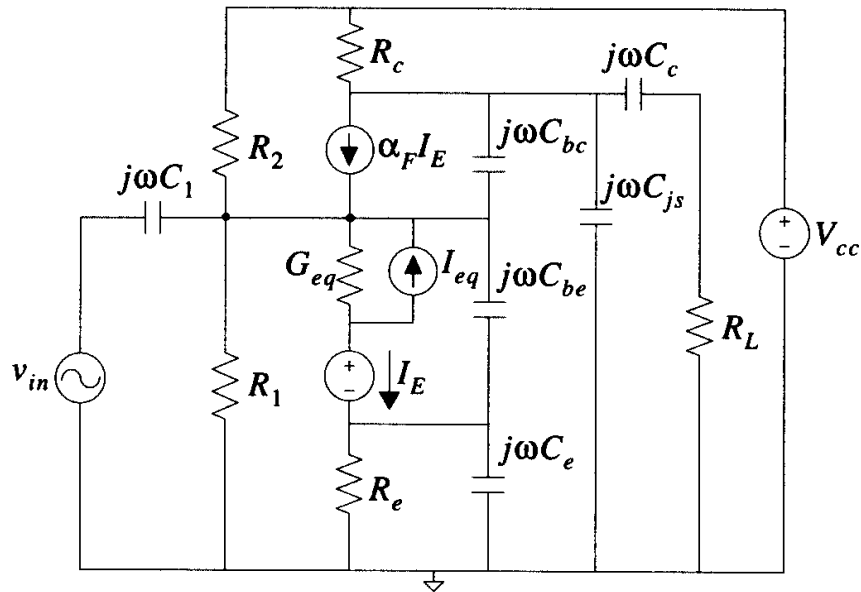 R_c
jωC_c
R_2
α_F I_E
jωC_bc
jωC_1
jωC_js
+
−
V_cc
G_eq
I_eq
jωC_be
R_L
v_in
R_1
+
−
I_E
jωC_e
R_e